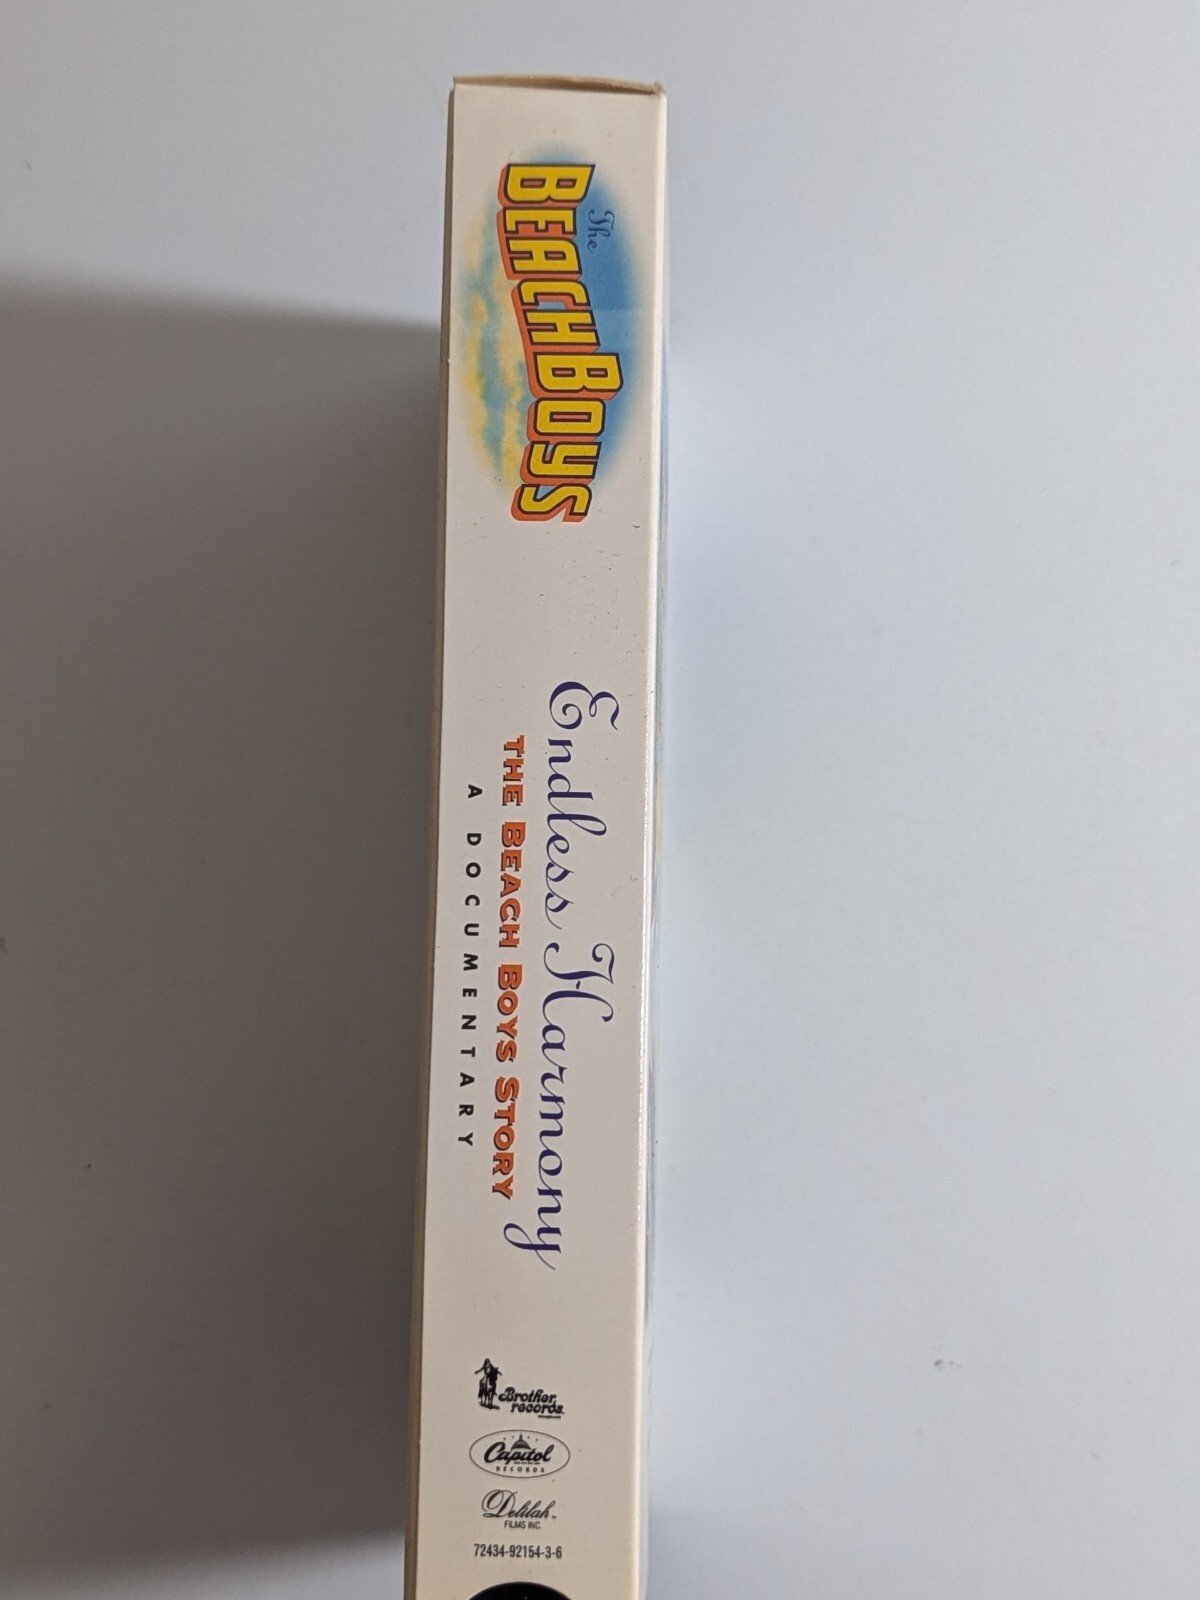 The
BEACH BOYS
Endless Harmony
THE BEACH BOYS STORY
A DOCUMENTARY
Brother
records
Capitol
RECORDS
Delilah
FILMS INC.
72434-92154-3-6